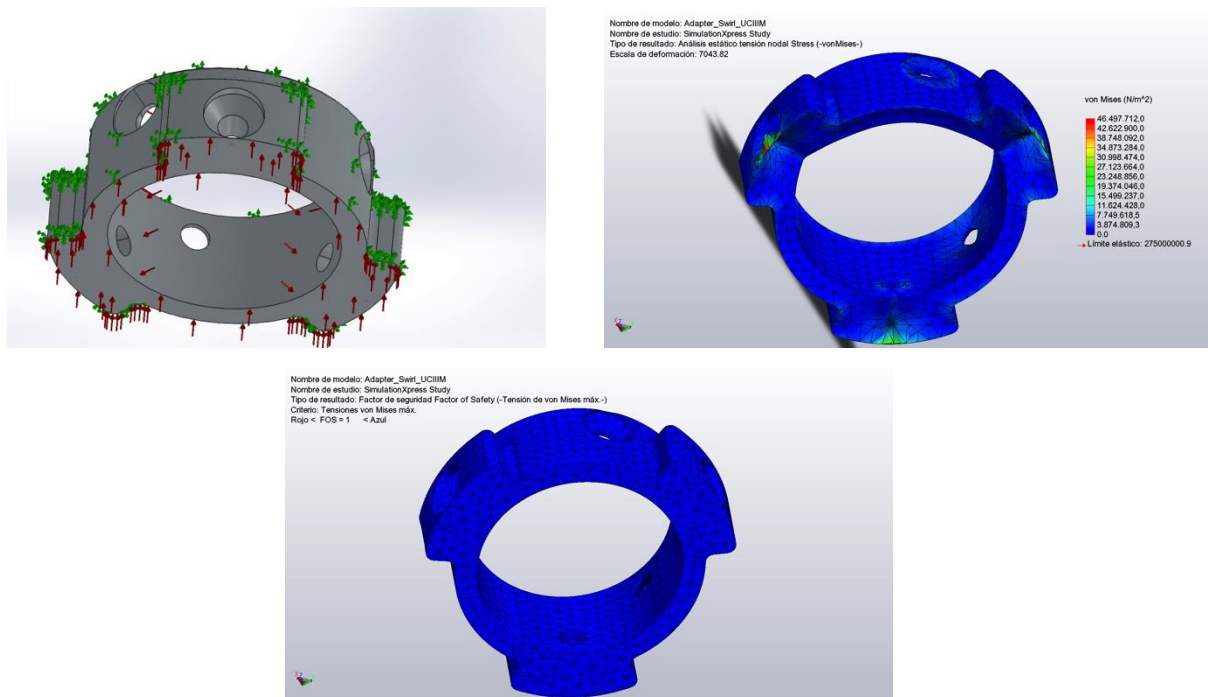 Nombre de modelo: Adapter_Swirl_UCIIIM
Nombre de estudio: SimulationXpress Study
Tipo de resultado: Análisis estático tensión nodal Stress (-vonMises-)
Escala de deformación: 7043.82
von Mises (N/m^2)
46.497.712,0
42.622.900,0
38.748.092,0
34.873.284,0
30.998.474,0
27.123.664,0
23.248.856,0
19.374.046,0
15.499.237,0
11.624.428,0
7.749.618,5
3.874.809,3
0.0
Límite elástico: 275000000.9
Nombre de modelo: Adapter_Swirl_UCIIIM
Nombre de estudio: SimulationXpress Study
Tipo de resultado: Factor de seguridad Factor of Safety (-Tensión de von Mises máx.-)
Criterio: Tensiones von Mises máx.
Rojo < FOS = 1 < Azul